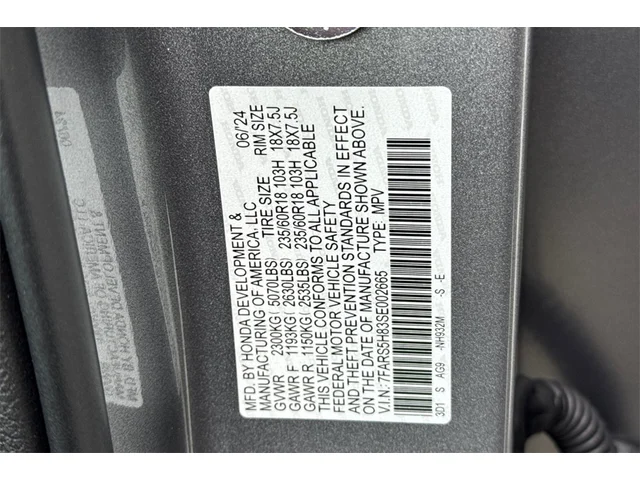 MFD. BY HONDA DEVELOPMENT &
MANUFACTURING OF AMERICA, LLC 06/'24
TIRE SIZE RIM SIZE
GVWR 2300KG( 5070LBS)
GAWR F 1193KG( 2630LBS) 235/60R18 103H 18X7.5J
GAWR R 1150KG( 2535LBS) 235/60R18 103H 18X7.5J
THIS VEHICLE CONFORMS TO ALL APPLICABLE
FEDERAL MOTOR VEHICLE SAFETY
AND THEFT PREVENTION STANDARDS IN EFFECT
ON THE DATE OF MANUFACTURE SHOWN ABOVE.
V.I.N: 7FARS5H83SE002665 TYPE: MPV
3D1 S AG9 -NH932M -S -E